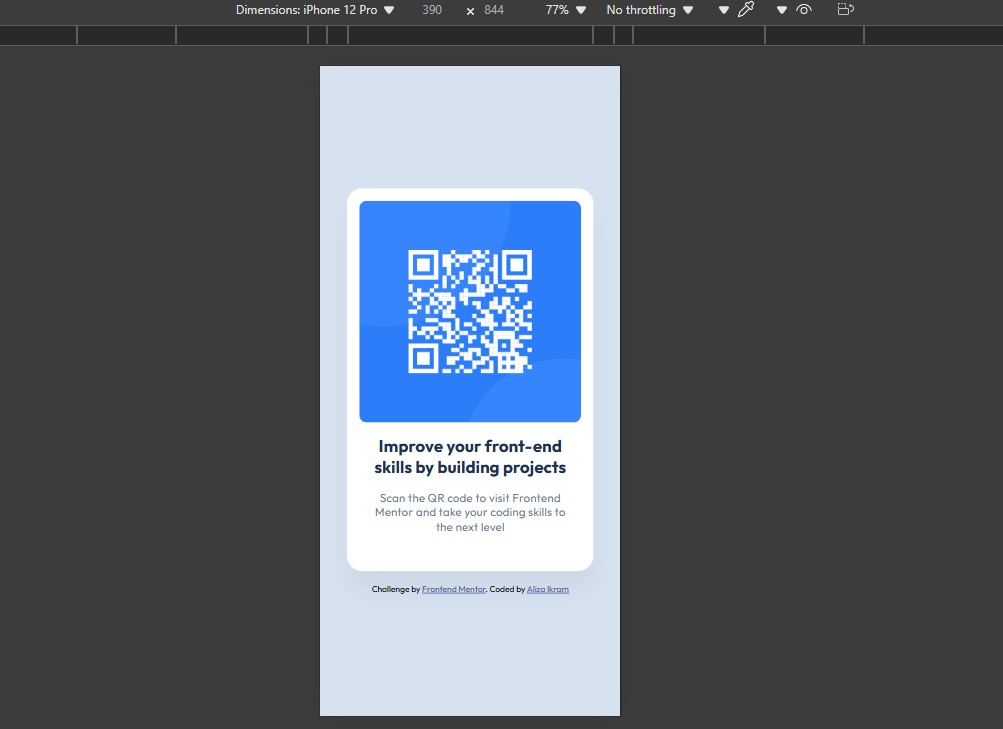 Dimensions: iPhone 12 Pro 390 × 844 77% No throttling
Improve your front-end
skills by building projects
Scan the QR code to visit Frontend
Mentor and take your coding skills to
the next level
Challenge by Frontend Mentor. Coded by Aliza Ikram